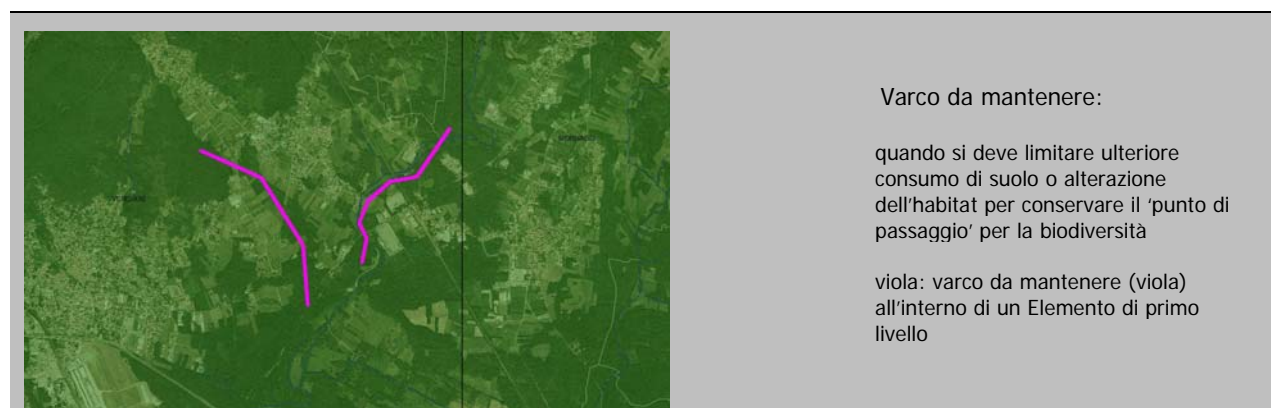 Varco da mantenere:
quando si deve limitare ulteriore
consumo di suolo o alterazione
dell'habitat per conservare il 'punto di
passaggio' per la biodiversità
viola: varco da mantenere (viola)
all'interno di un Elemento di primo
livello